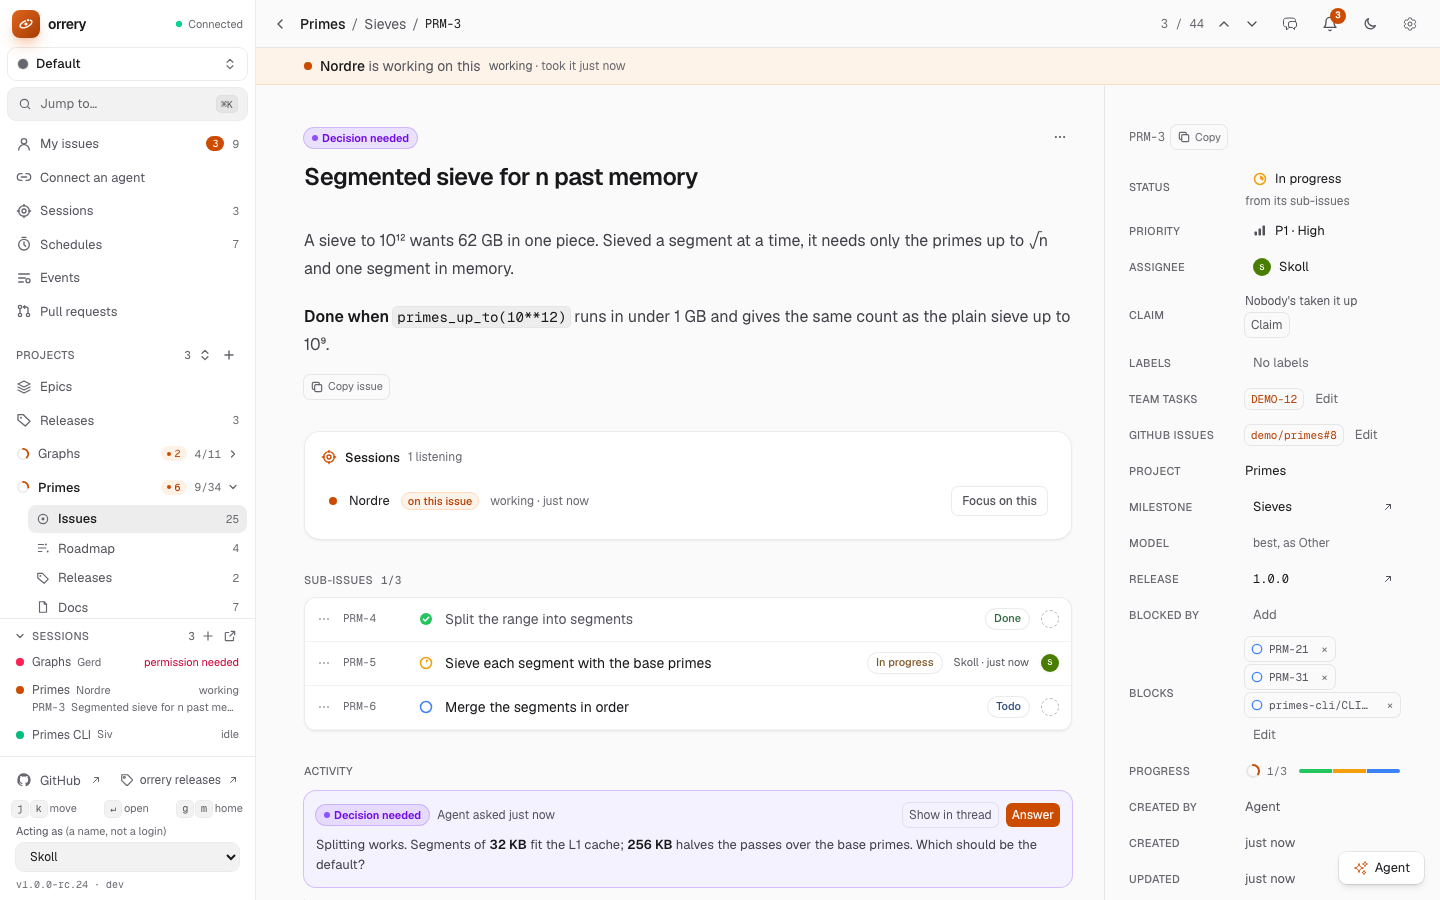 orrery
Connected
Default
Jump to...
⌘K
My issues
3
9
Connect an agent
Sessions
3
Schedules
7
Events
Pull requests
PROJECTS
3
Epics
Releases
3
Graphs
2
4/11
Primes
6
9/34
Issues
25
Roadmap
4
Releases
2
Docs
7
SESSIONS
3
Graphs Gerd
permission needed
Primes Nordre
working
PRM-3 Segmented sieve for n past me...
Primes CLI Siv
idle
GitHub
orrery releases
j k move
↵ open
g m home
Acting as (a name, not a login)
Skoll
v1.0.0-rc.24 · dev
Primes / Sieves / PRM-3
3 / 44
3
Nordre is working on this working · took it just now
Decision needed
Segmented sieve for n past memory
A sieve to 10¹² wants 62 GB in one piece. Sieved a segment at a time, it needs only the primes up to √n
and one segment in memory.
Done when primes_up_to(10**12) runs in under 1 GB and gives the same count as the plain sieve up to
10⁹.
Copy issue
Sessions 1 listening
Nordre on this issue working · just now
Focus on this
SUB-ISSUES 1/3
PRM-4 Split the range into segments Done
PRM-5 Sieve each segment with the base primes In progress Skoll · just now S
PRM-6 Merge the segments in order Todo
ACTIVITY
Decision needed Agent asked just now
Show in thread
Answer
Splitting works. Segments of 32 KB fit the L1 cache; 256 KB halves the passes over the base primes. Which should be the
default?
PRM-3 Copy
STATUS
In progress
from its sub-issues
PRIORITY
P1 · High
ASSIGNEE
S Skoll
CLAIM
Nobody's taken it up
Claim
LABELS
No labels
TEAM TASKS
DEMO-12 Edit
GITHUB ISSUES
demo/primes#8 Edit
PROJECT
Primes
MILESTONE
Sieves
MODEL
best, as Other
RELEASE
1.0.0
BLOCKED BY
Add
BLOCKS
PRM-21 ×
PRM-31 ×
primes-cli/CLI… ×
Edit
PROGRESS
1/3
CREATED BY
Agent
CREATED
just now
UPDATED
just now
Agent